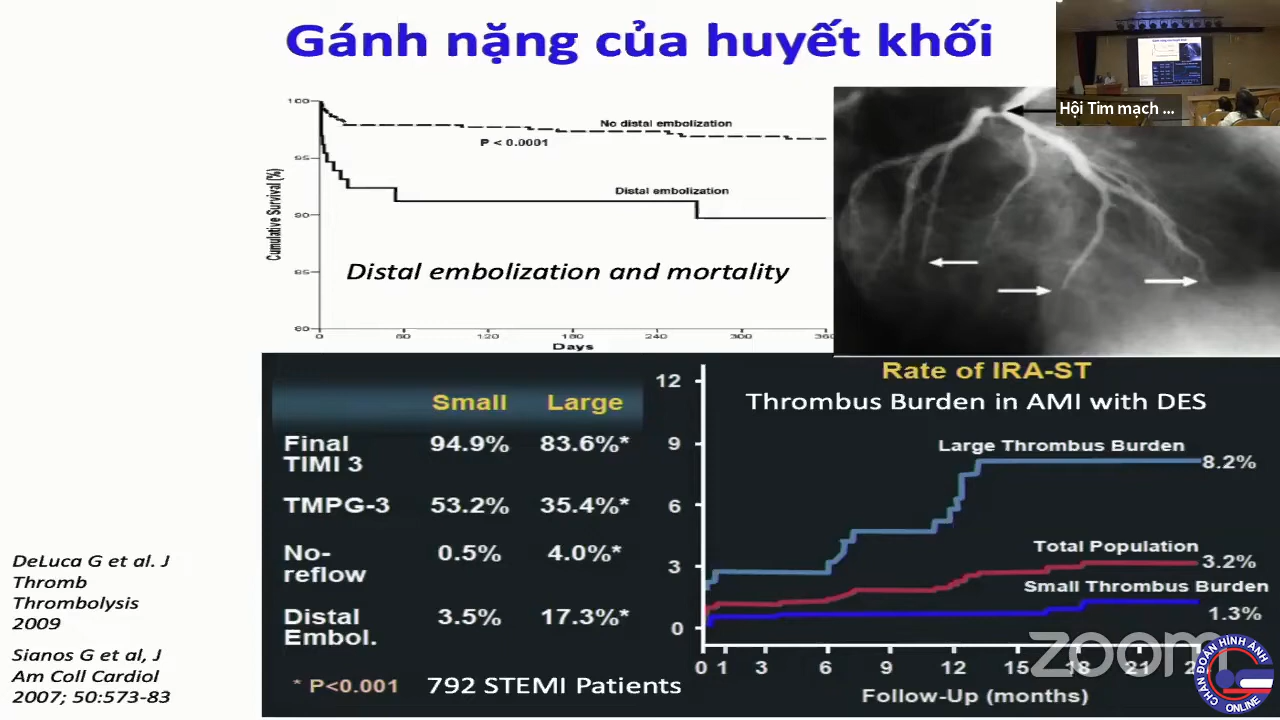 Gánh nặng của huyết khối
Hội Tim mạch ...
100
95
90
85
80
Cumulative Survival (%)
No distal embolization
P < 0.0001
Distal embolization
Distal embolization and mortality
0 60 120 180 240 300 360
Days
Small Large
Final TIMI 3 94.9% 83.6%*
TMPG-3 53.2% 35.4%*
No-reflow 0.5% 4.0%*
Distal Embol. 3.5% 17.3%*
* P<0.001 792 STEMI Patients
Rate of IRA-ST
Thrombus Burden in AMI with DES
12
9
6
3
0
Large Thrombus Burden
8.2%
Total Population
3.2%
Small Thrombus Burden
1.3%
0 1 3 6 9 12 15 18 21
Follow-Up (months)
DeLuca G et al. J
Thromb
Thrombolysis
2009
Sianos G et al, J
Am Coll Cardiol
2007; 50:573-83
zoom
CHẨN ĐOÁN HÌNH ẢNH
ONLINE